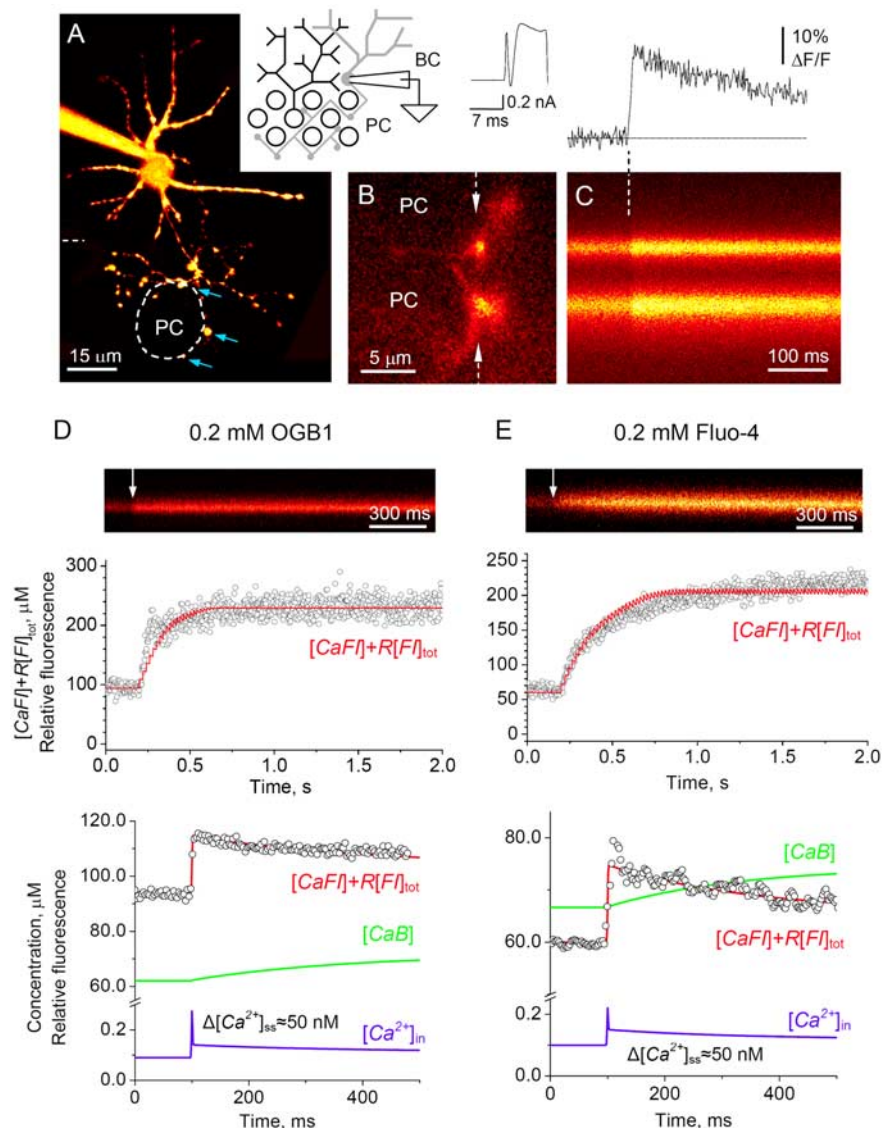 A
BC
PC
PC
15 μm
0.2 nA
7 ms
10%
ΔF/F
B
PC
PC
5 μm
C
100 ms
D
0.2 mM OGB1
300 ms
[CaFl]+R[Fl]tot, μM
Relative fluorescence
300
200
100
0
[CaFl]+R[Fl]tot
0.0
0.5
1.0
1.5
2.0
Time, s
Concentration, μM
Relative fluorescence
120.0
100.0
80.0
60.0
0.2
0.0
[CaFl]+R[Fl]tot
[CaB]
Δ[Ca2+]ss≈50 nM
[Ca2+]in
0
200
400
Time, ms
E
0.2 mM Fluo-4
300 ms
250
200
150
100
50
0
[CaFl]+R[Fl]tot
0.0
0.5
1.0
1.5
2.0
Time, s
80.0
60.0
0.2
0.0
[CaB]
[CaFl]+R[Fl]tot
[Ca2+]in
Δ[Ca2+]ss≈50 nM
0
200
400
Time, ms